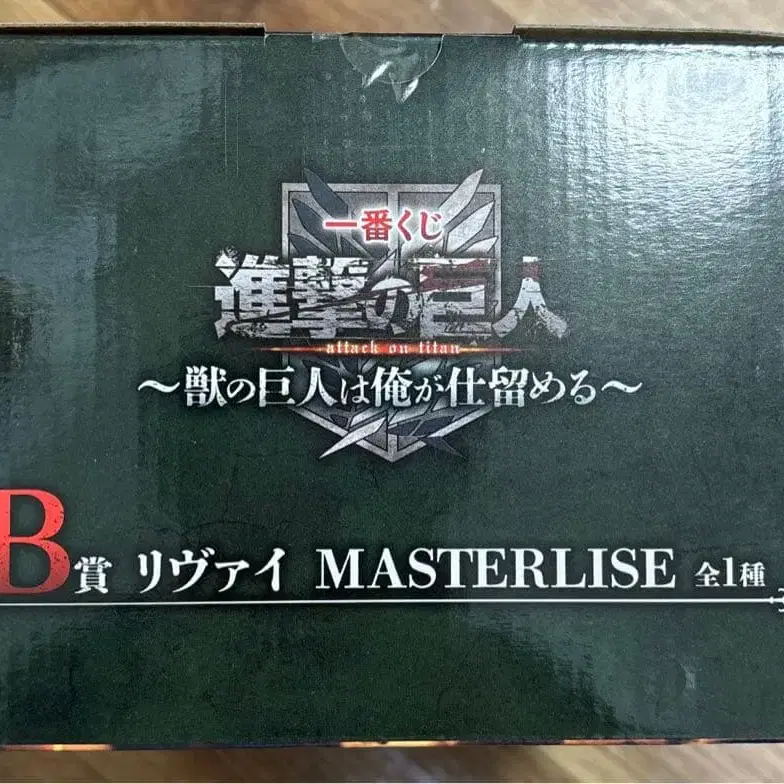 一番くじ
進撃の巨人
attack on titan
～獣の巨人は俺が仕留める～
B賞 リヴァイ MASTERLISE 全1種